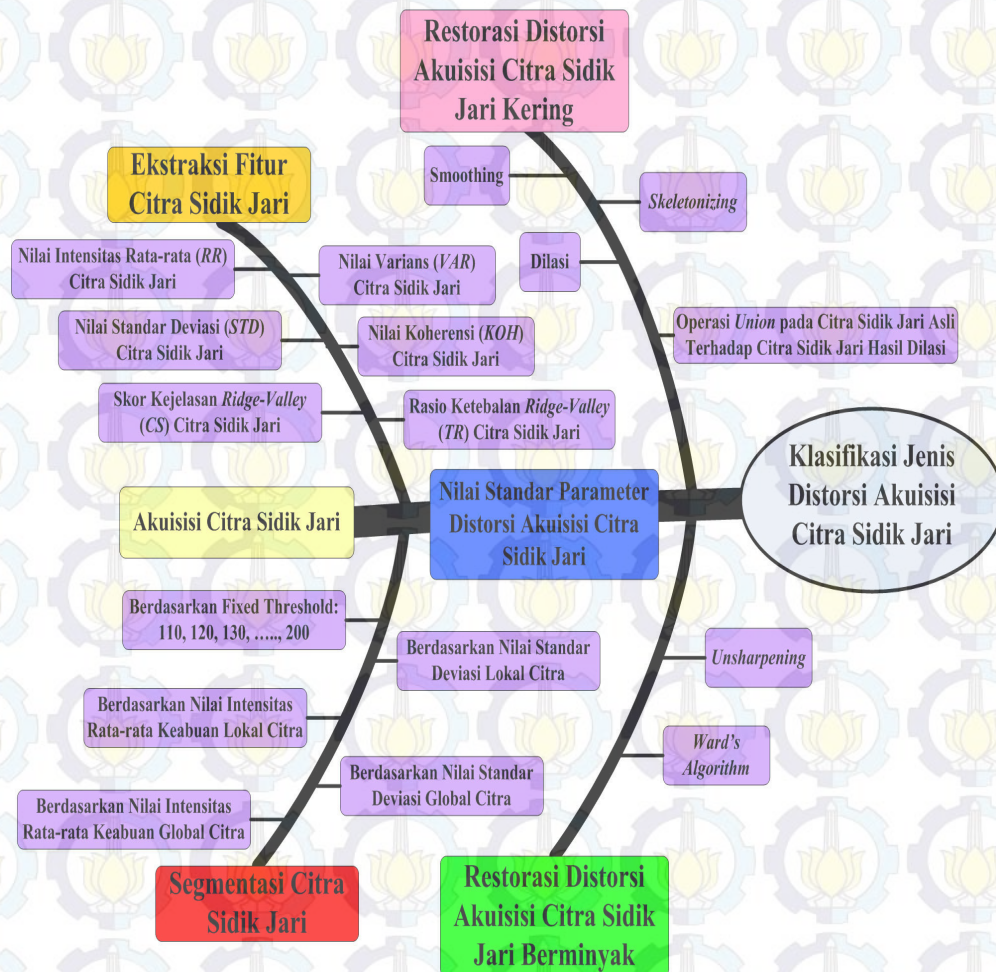 Restorasi Distorsi
Akuisisi Citra Sidik
Jari Kering
Ekstraksi Fitur
Citra Sidik Jari
Smoothing
Skeletonizing
Nilai Intensitas Rata-rata (RR)
Citra Sidik Jari
Nilai Varians (VAR)
Citra Sidik Jari
Dilasi
Nilai Standar Deviasi (STD)
Citra Sidik Jari
Nilai Koherensi (KOH)
Citra Sidik Jari
Operasi Union pada Citra Sidik Jari Asli
Terhadap Citra Sidik Jari Hasil Dilasi
Skor Kejelasan Ridge-Valley
(CS) Citra Sidik Jari
Rasio Ketebalan Ridge-Valley
(TR) Citra Sidik Jari
Akuisisi Citra Sidik Jari
Nilai Standar Parameter
Distorsi Akuisisi Citra
Sidik Jari
Klasifikasi Jenis
Distorsi Akuisisi
Citra Sidik Jari
Berdasarkan Fixed Threshold:
110, 120, 130, ....., 200
Berdasarkan Nilai Standar
Deviasi Lokal Citra
Unsharpening
Berdasarkan Nilai Intensitas
Rata-rata Keabuan Lokal Citra
Ward's
Algorithm
Berdasarkan Nilai Standar
Deviasi Global Citra
Berdasarkan Nilai Intensitas
Rata-rata Keabuan Global Citra
Segmentasi Citra
Sidik Jari
Restorasi Distorsi
Akuisisi Citra Sidik
Jari Berminyak